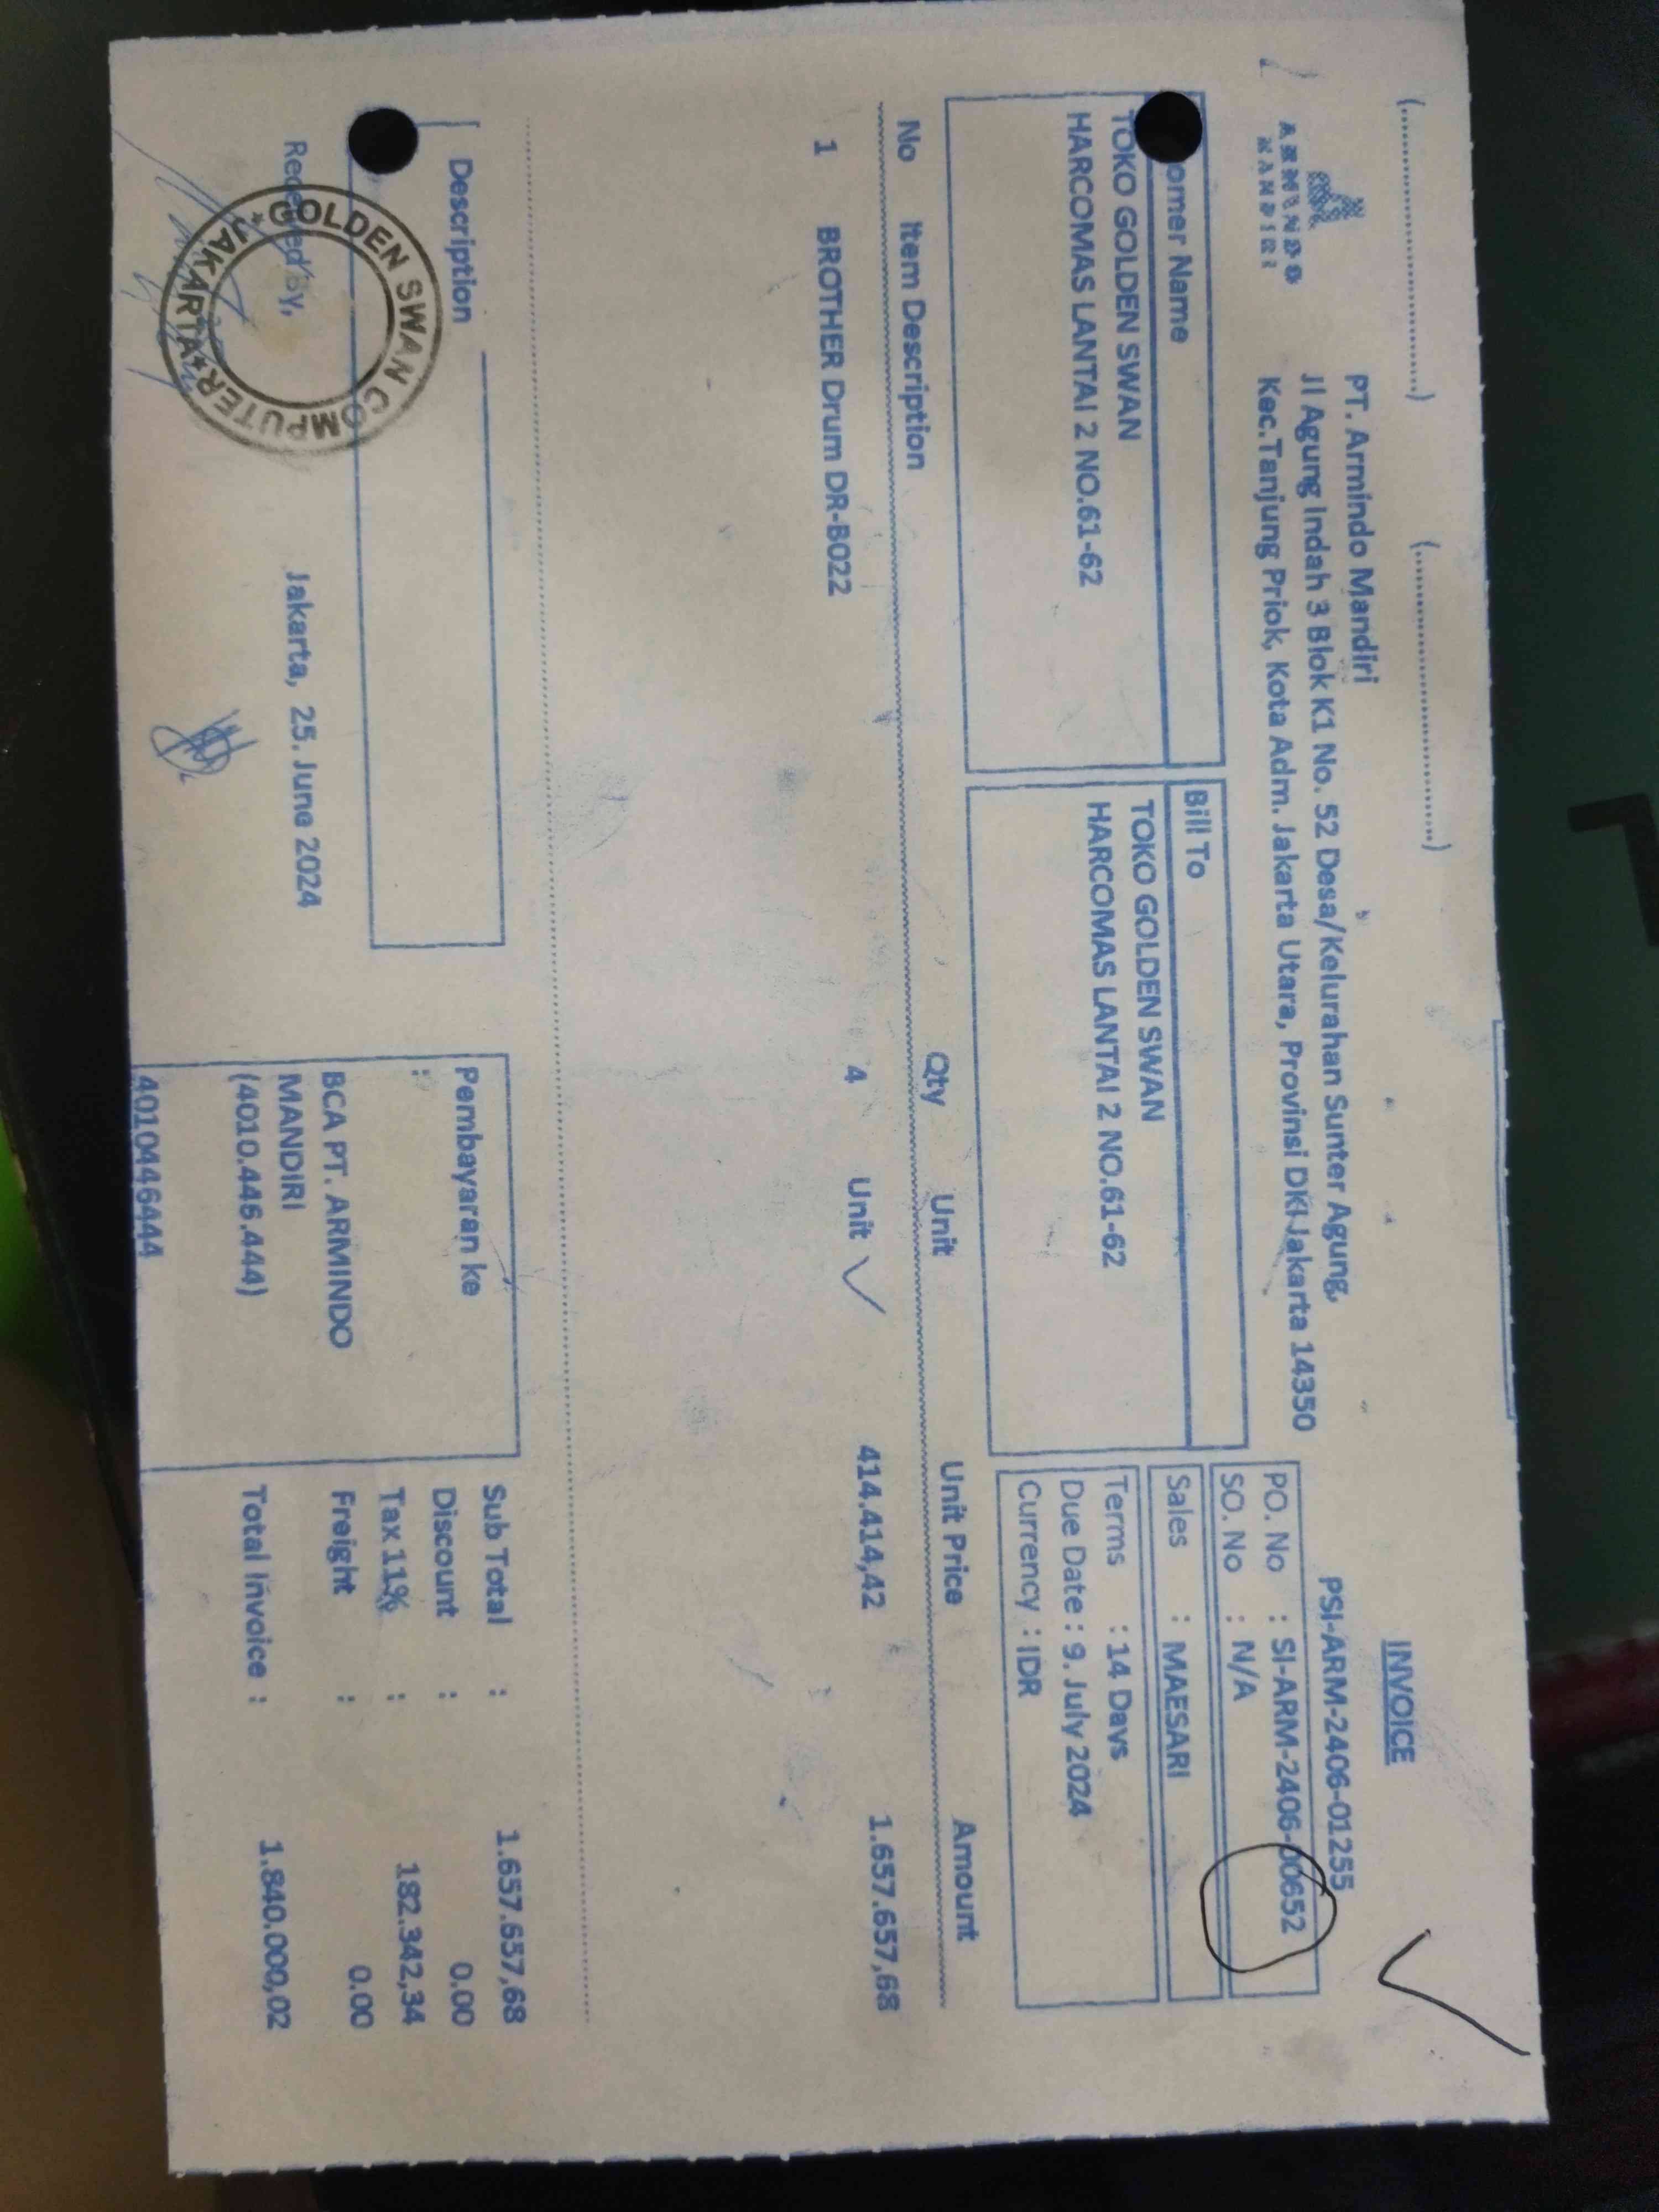 (..............................) (..............................)
ARMINDO
MANDIRI
PT. Armindo Mandiri
Jl Agung Indah 3 Blok K1 No. 52 Desa/Kelurahan Sunter Agung,
Kec.Tanjung Priok, Kota Adm. Jakarta Utara, Provinsi DKI Jakarta 14350
INVOICE
PSI-ARM-2406-01255
PO. No : SI-ARM-2406-00652
SO. No : N/A
Sales : MAESARI
Terms : 14 Days
Due Date : 9. July 2024
Currency : IDR
omer Name
TOKO GOLDEN SWAN
HARCOMAS LANTAI 2 NO.61-62
Bill To
TOKO GOLDEN SWAN
HARCOMAS LANTAI 2 NO.61-62
No Item Description Qty Unit Unit Price Amount
1 BROTHER Drum DR-B022 4 Unit 414.414,42 1.657.657,68
Description
Pembayaran ke
:
BCA PT. ARMINDO
MANDIRI
(4010.446.444)
4010446444
Sub Total : 1.657.657,68
Discount : 0.00
Tax 11% : 182.342,34
Freight : 0.00
Total Invoice : 1.840.000,02
Received by,
Jakarta, 25. June 2024
GOLDEN SWAN COMPUTER
JAKARTA